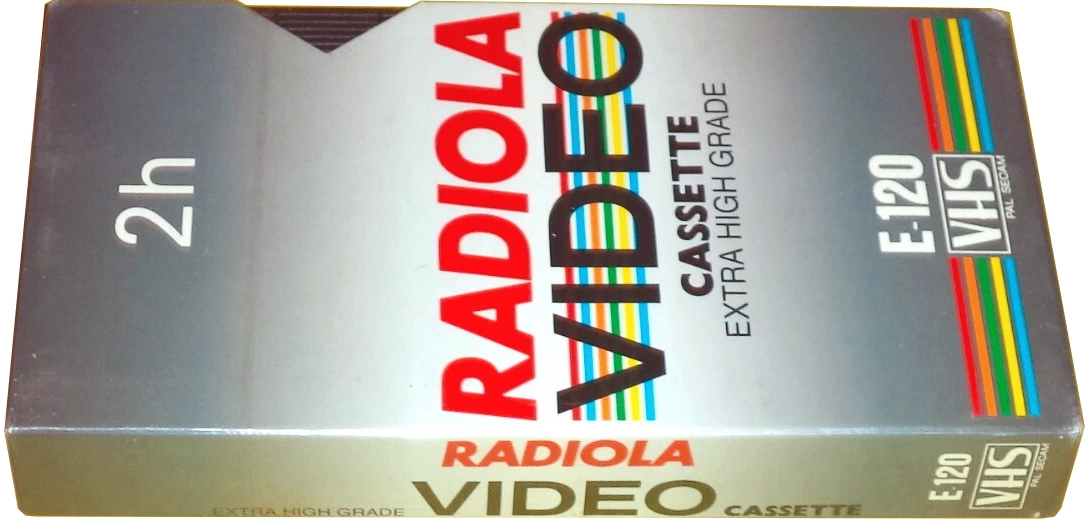 2h
RADIOLA
VIDEO
CASSETTE
EXTRA HIGH GRADE
E-120
VHS
PAL SECAM
RADIOLA
EXTRA HIGH GRADE VIDEO CASSETTE
E-120
VHS
PAL SECAM